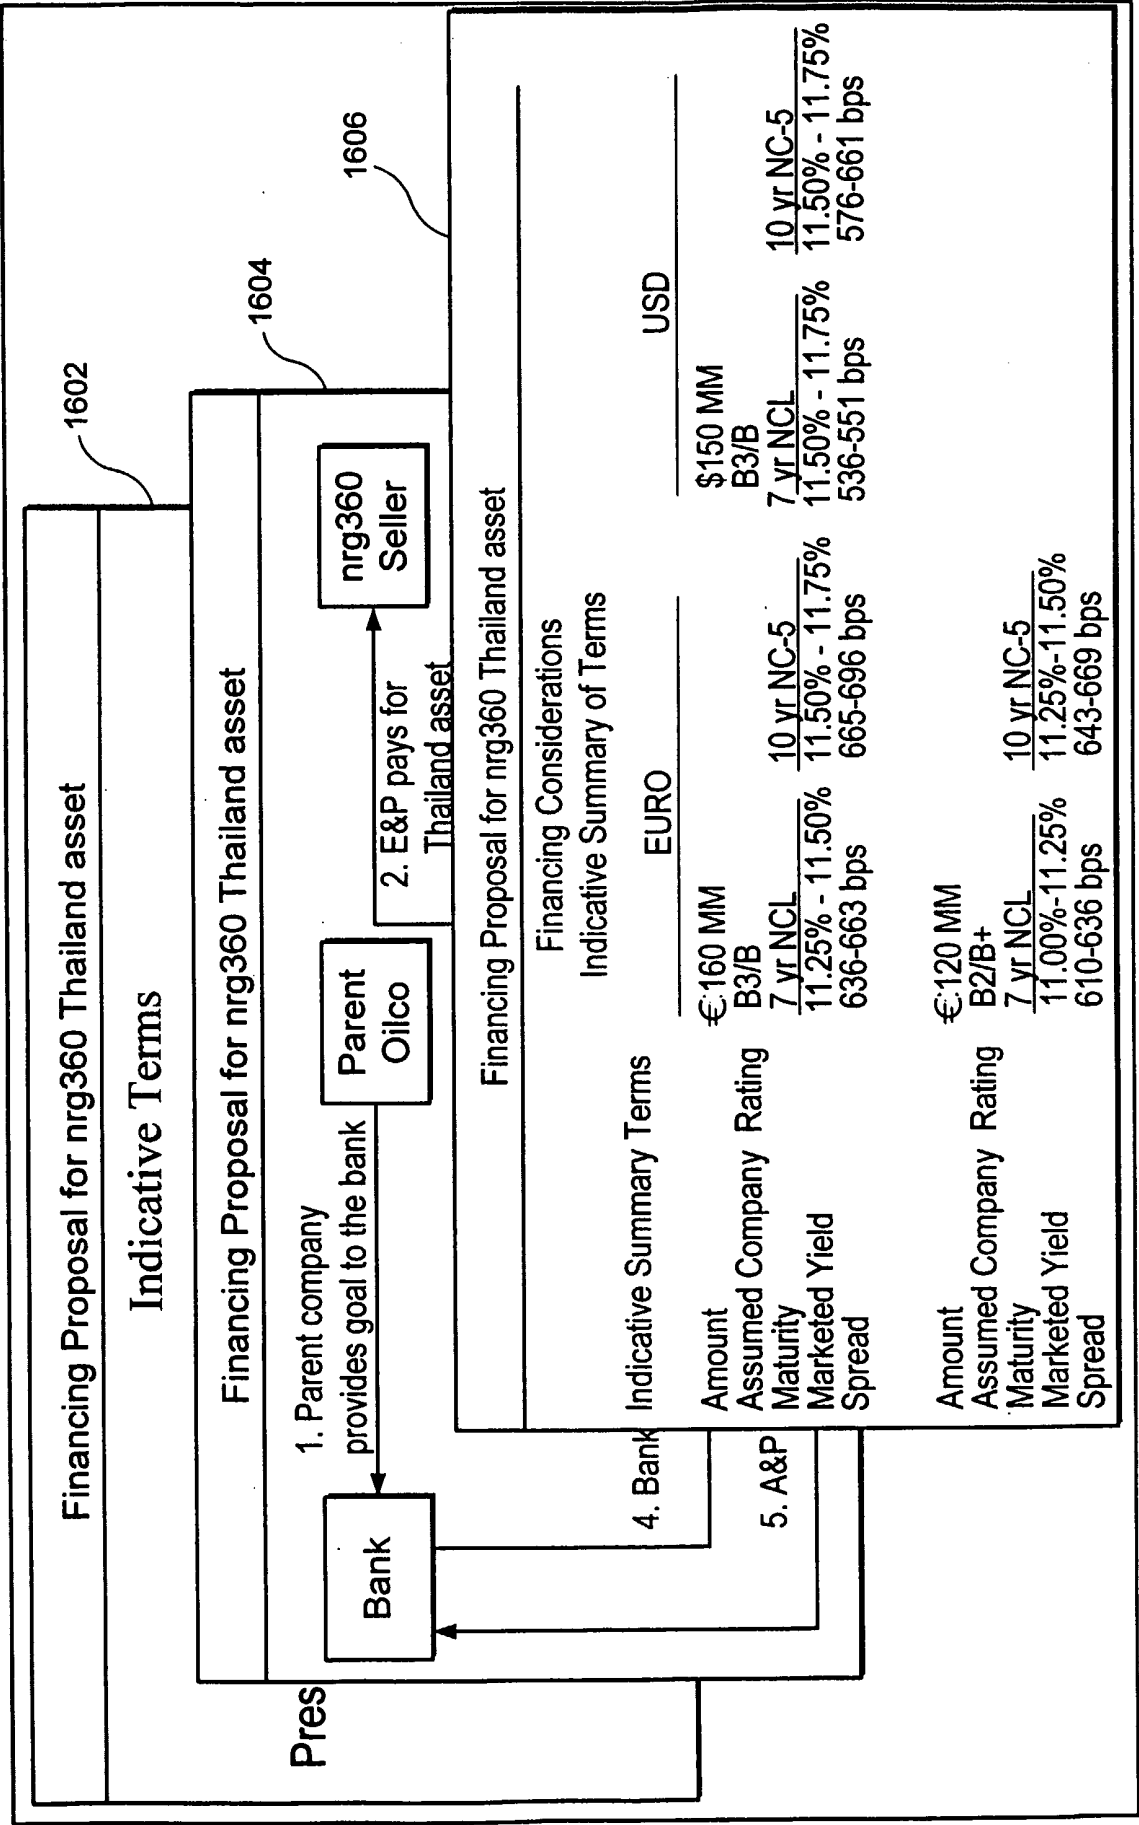 Financing Proposal for nrg360 Thailand asset
1602
Indicative Terms
Pres
Financing Proposal for nrg360 Thailand asset
1604
1. Parent company
provides goal to the bank
Bank
Parent
Oilco
2. E&P pays for
Thailand asset
nrg360
Seller
4. Bank
5. A&P
1606
Financing Proposal for nrg360 Thailand asset
Financing Considerations
Indicative Summary of Terms
Indicative Summary Terms EURO USD
Amount €:160 MM $150 MM
Assumed Company Rating B3/B B3/B
Maturity 7 yr NCL 10 yr NC-5 7 yr NCL 10 yr NC-5
Marketed Yield 11.25% - 11.50% 11.50% - 11.75% 11.50% - 11.75% 11.50% - 11.75%
Spread 636-663 bps 665-696 bps 536-551 bps 576-661 bps
Amount €:120 MM
Assumed Company Rating B2/B+
Maturity 7 yr NCL 10 yr NC-5
Marketed Yield 11.00%-11.25% 11.25%-11.50%
Spread 610-636 bps 643-669 bps